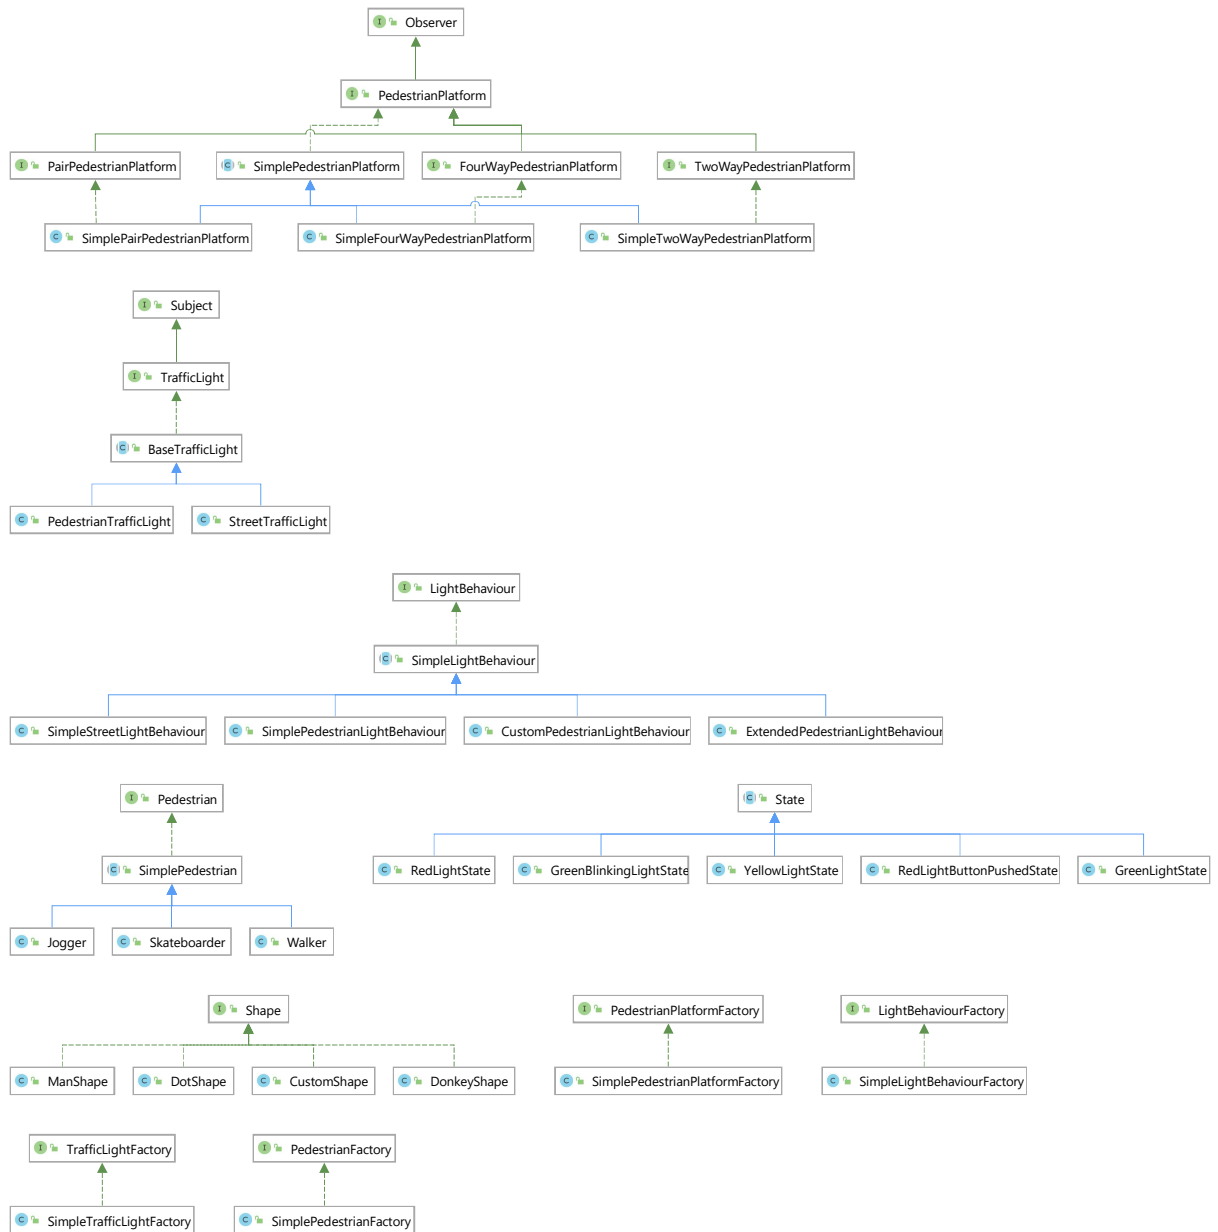 Observer
PedestrianPlatform
PairPedestrianPlatform SimplePedestrianPlatform FourWayPedestrianPlatform TwoWayPedestrianPlatform
SimplePairPedestrianPlatform SimpleFourWayPedestrianPlatform SimpleTwoWayPedestrianPlatform
Subject
TrafficLight
BaseTrafficLight
PedestrianTrafficLight StreetTrafficLight
LightBehaviour
SimpleLightBehaviour
SimpleStreetLightBehaviour SimplePedestrianLightBehaviour CustomPedestrianLightBehaviour ExtendedPedestrianLightBehaviour
Pedestrian State
SimplePedestrian RedLightState GreenBlinkingLightState YellowLightState RedLightButtonPushedState GreenLightState
Jogger Skateboarder Walker
Shape PedestrianPlatformFactory LightBehaviourFactory
ManShape DotShape CustomShape DonkeyShape SimplePedestrianPlatformFactory SimpleLightBehaviourFactory
TrafficLightFactory PedestrianFactory
SimpleTrafficLightFactory SimplePedestrianFactory